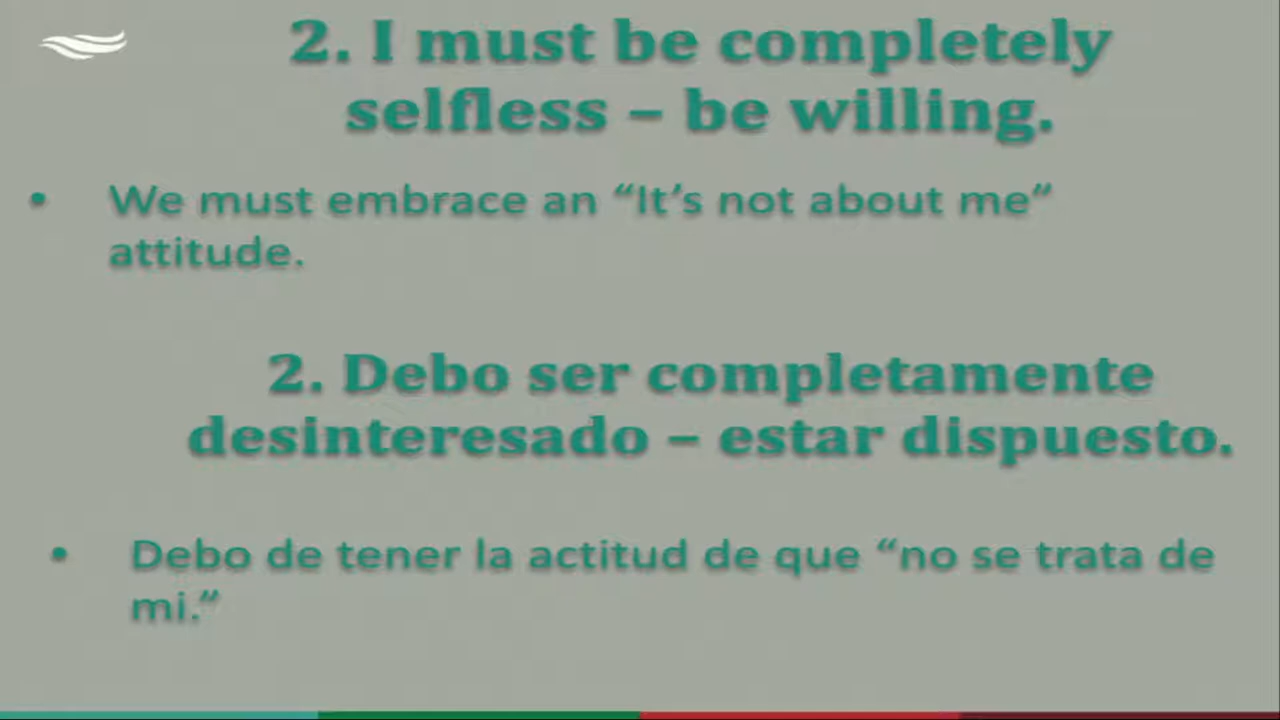 2. I must be completely
selfless – be willing.
• We must embrace an “It’s not about me”
attitude.
2. Debo ser completamente
desinteresado – estar dispuesto.
• Debo de tener la actitud de que “no se trata de
mi.”